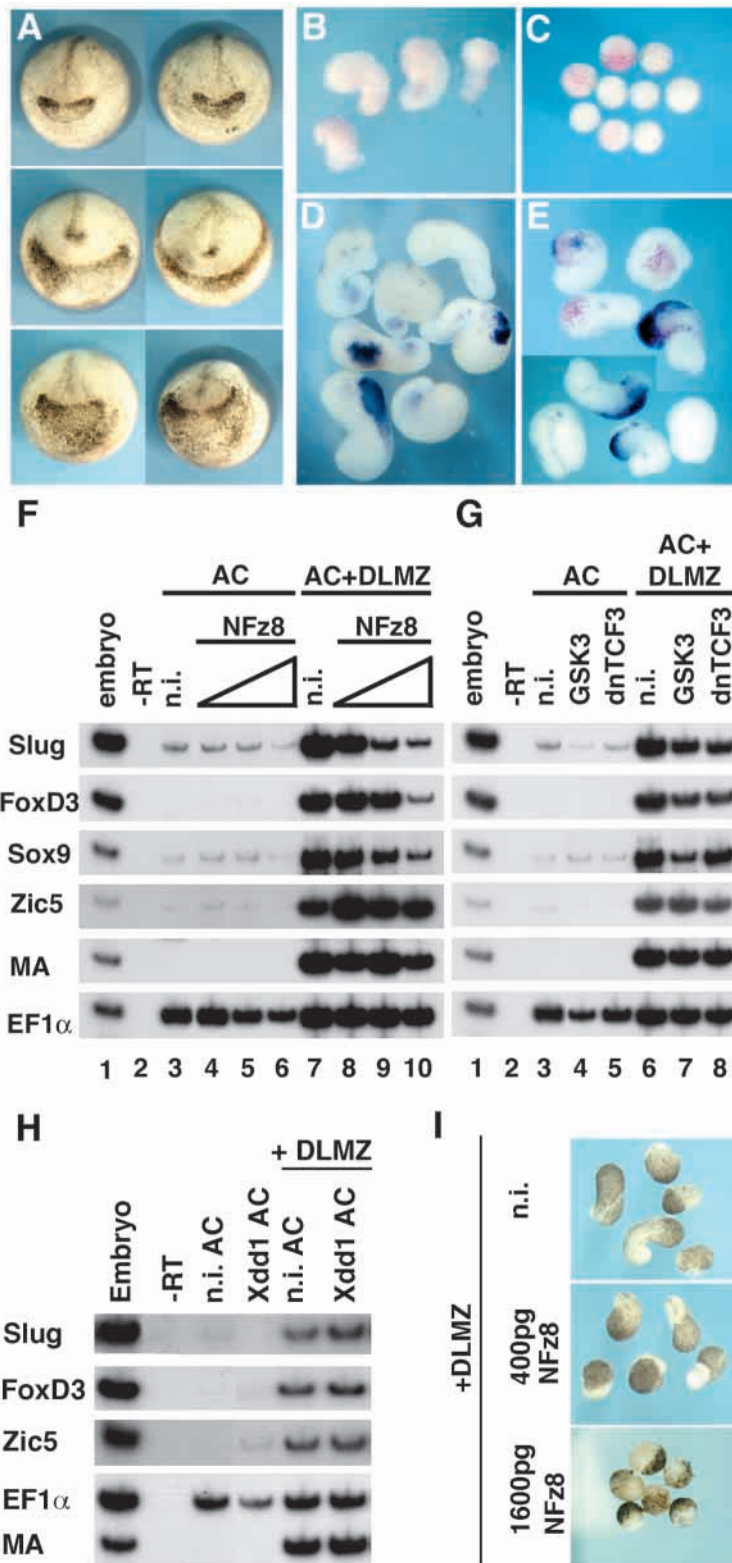 A
B
C
D
E
F
G
AC
AC+DLMZ
NFz8
NFz8
embryo
-RT
n.i.
n.i.
Slug
FoxD3
Sox9
Zic5
MA
EF1α
1 2 3 4 5 6 7 8 9 10
AC
AC+
DLMZ
embryo
-RT
n.i.
GSK3
dnTCF3
n.i.
GSK3
dnTCF3
1 2 3 4 5 6 7 8
H
+ DLMZ
Embryo
-RT
n.i. AC
Xdd1 AC
n.i. AC
Xdd1 AC
Slug
FoxD3
Zic5
EF1α
MA
I
+DLMZ
n.i.
400pg
NFz8
1600pg
NFz8